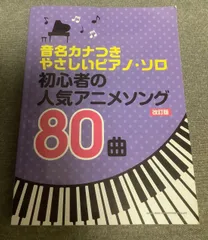 音名カナつき
やさしいピアノ・ソロ
初心者の
人気アニメソング
改訂版
80曲